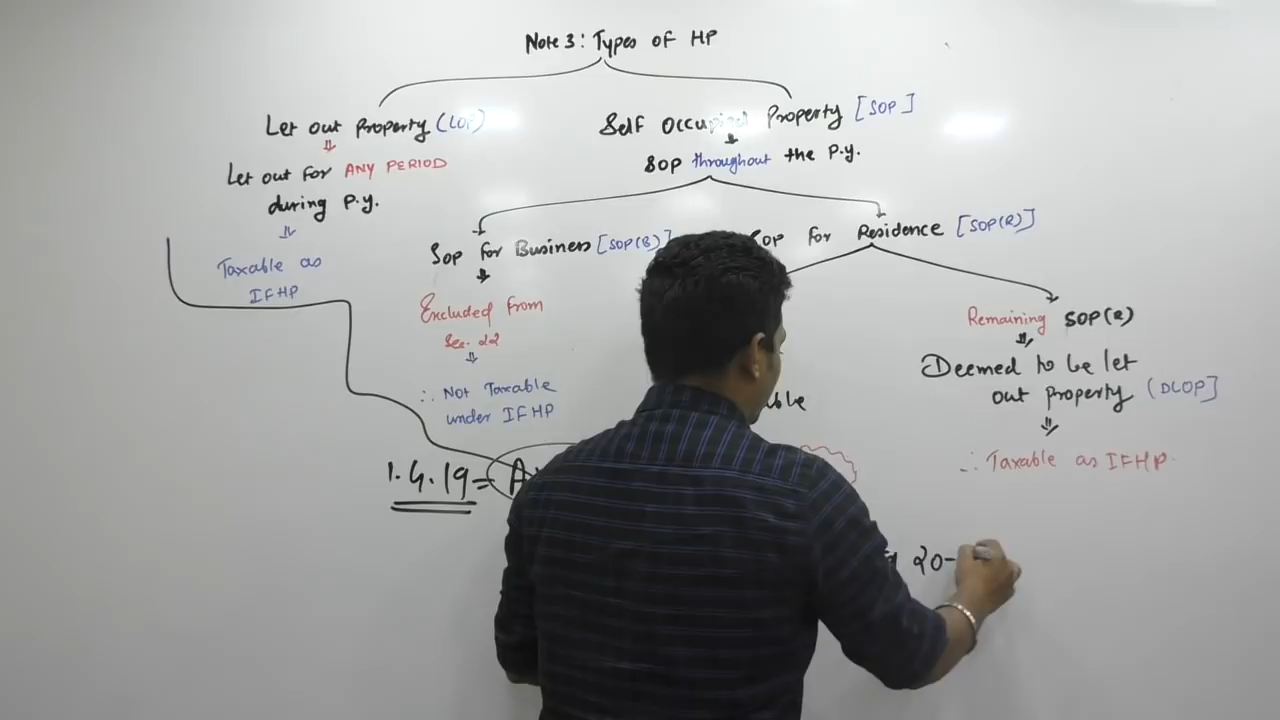 Note 3: Types of HP
Let out Property (LOP)
⇓
Let out for ANY PERIOD
during P.y.
⇓
Taxable as
IFHP
Self Occupied Property [SOP]
↓
Sop throughout the P.y.
Sop for Business [SOP(B)]
↓
Excluded from
Sec. 22
⇓
∴ Not Taxable
under IFHP
Sop for Residence [SOP(R)]
Remaining SOP(R)
⇓
Deemed to be let
out property (DLOP]
⇓
∴ Taxable as IFHP.
1.4.19 =
20-